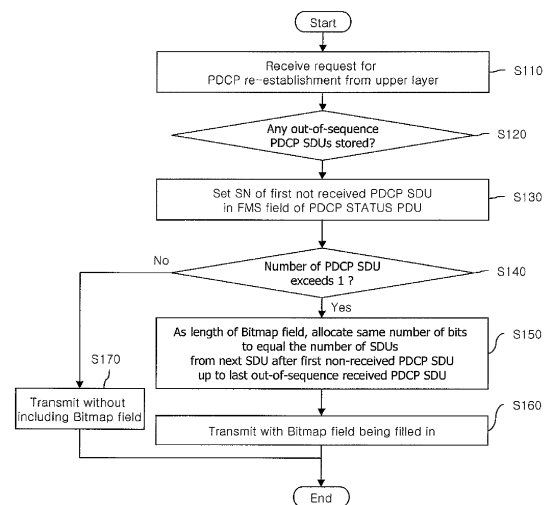 Start
Receive request for
PDCP re-establishment from upper layer
S110
Any out-of-sequence
PDCP SDUs stored?
S120
Set SN of first not received PDCP SDU
in FMS field of PDCP STATUS PDU
S130
No
Number of PDCP SDU
exceeds 1 ?
S140
Yes
As length of Bitmap field, allocate same number of bits
to equal the number of SDUs
from next SDU after first non-received PDCP SDU
up to last out-of-sequence received PDCP SDU
S150
S170
Transmit without
including Bitmap field
S160
Transmit with Bitmap field being filled in
End